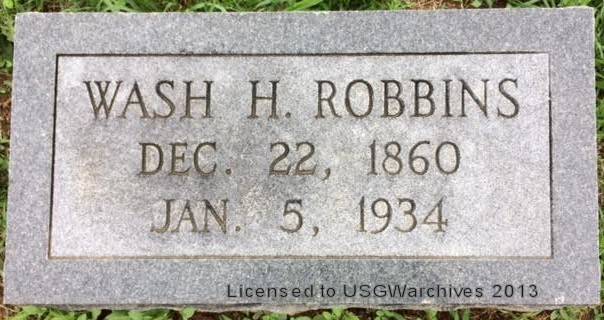 WASH H. ROBBINS
DEC. 22, 1860
JAN. 5, 1934
Licensed to USGWarchives 2013